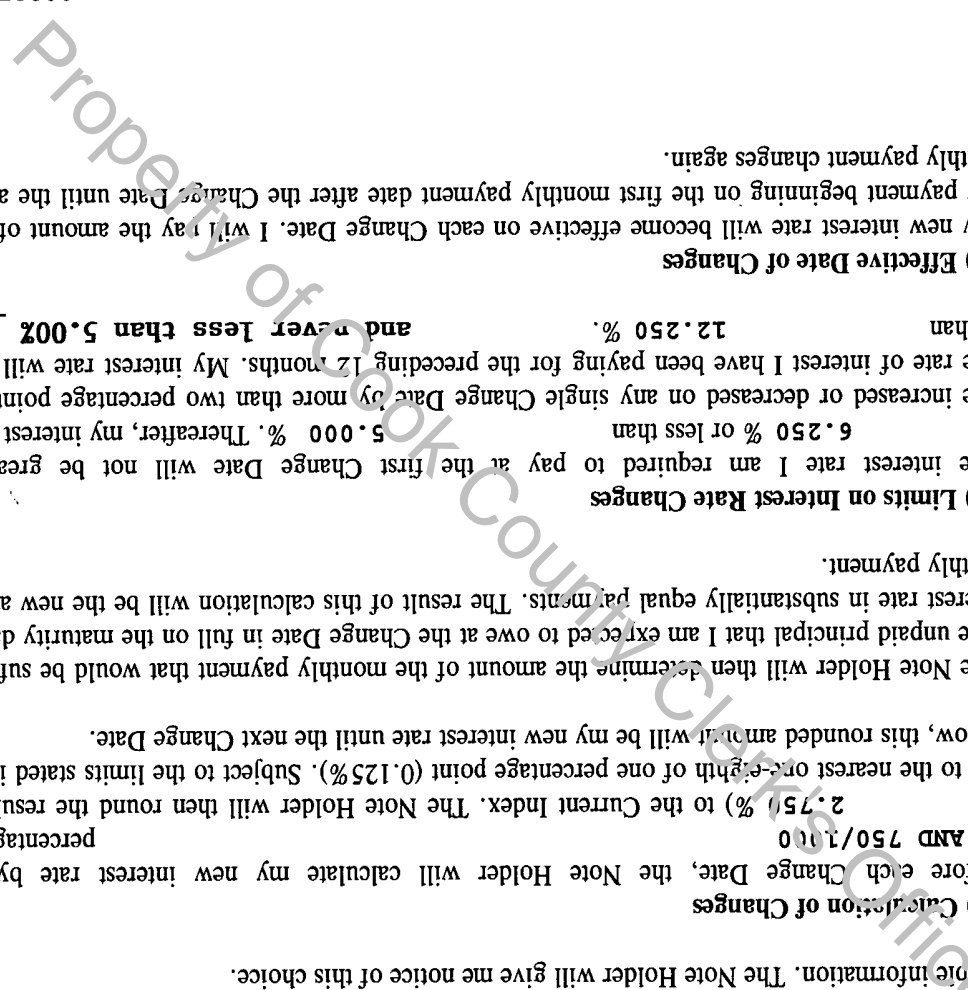 ble information. The Note Holder will give me notice of this choice.
) Calculation of Changes
fore each Change Date, the Note Holder will calculate my new interest rate by
AND 750/1000 percentag
2.750 %) to the Current Index. The Note Holder will then round the resul
to the nearest one-eighth of one percentage point (0.125%). Subject to the limits stated i
ow, this rounded amount will be my new interest rate until the next Change Date.
e Note Holder will then determine the amount of the monthly payment that would be suf
e unpaid principal that I am expected to owe at the Change Date in full on the maturity d
erest rate in substantially equal payments. The result of this calculation will be the new a
thly payment.
) Limits on Interest Rate Changes
e interest rate I am required to pay at the first Change Date will not be grea
6.250 % or less than 5.000 %. Thereafter, my interest
e increased or decreased on any single Change Date by more than two percentage point
e rate of interest I have been paying for the preceding 12 months. My interest rate will
han 12.250 %. and never less than 5.00%
) Effective Date of Changes
y new interest rate will become effective on each Change Date. I will pay the amount of
payment beginning on the first monthly payment date after the Change Date until the a
thly payment changes again.
Property of Cook County Clerk's Offic